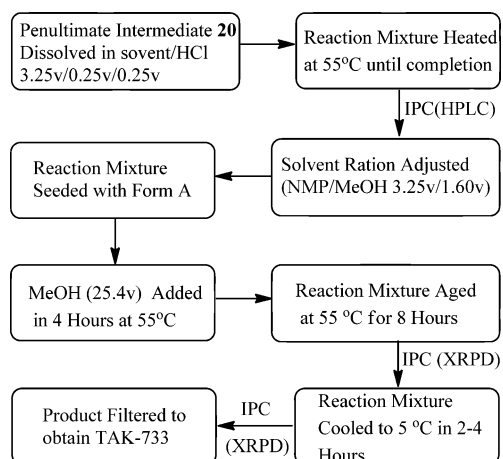 Penultimate Intermediate 20
Dissolved in sovent/HCl
3.25v/0.25v/0.25v
Reaction Mixture Heated
at 55°C until completion
IPC(HPLC)
Solvent Ration Adjusted
(NMP/MeOH 3.25v/1.60v)
Reaction Mixture
Seeded with Form A
MeOH (25.4v) Added
in 4 Hours at 55°C
Reaction Mixture Aged
at 55 °C for 8 Hours
IPC (XRPD)
Reaction Mixture
Cooled to 5 °C in 2-4
Hours
IPC
(XRPD)
Product Filtered to
obtain TAK-733